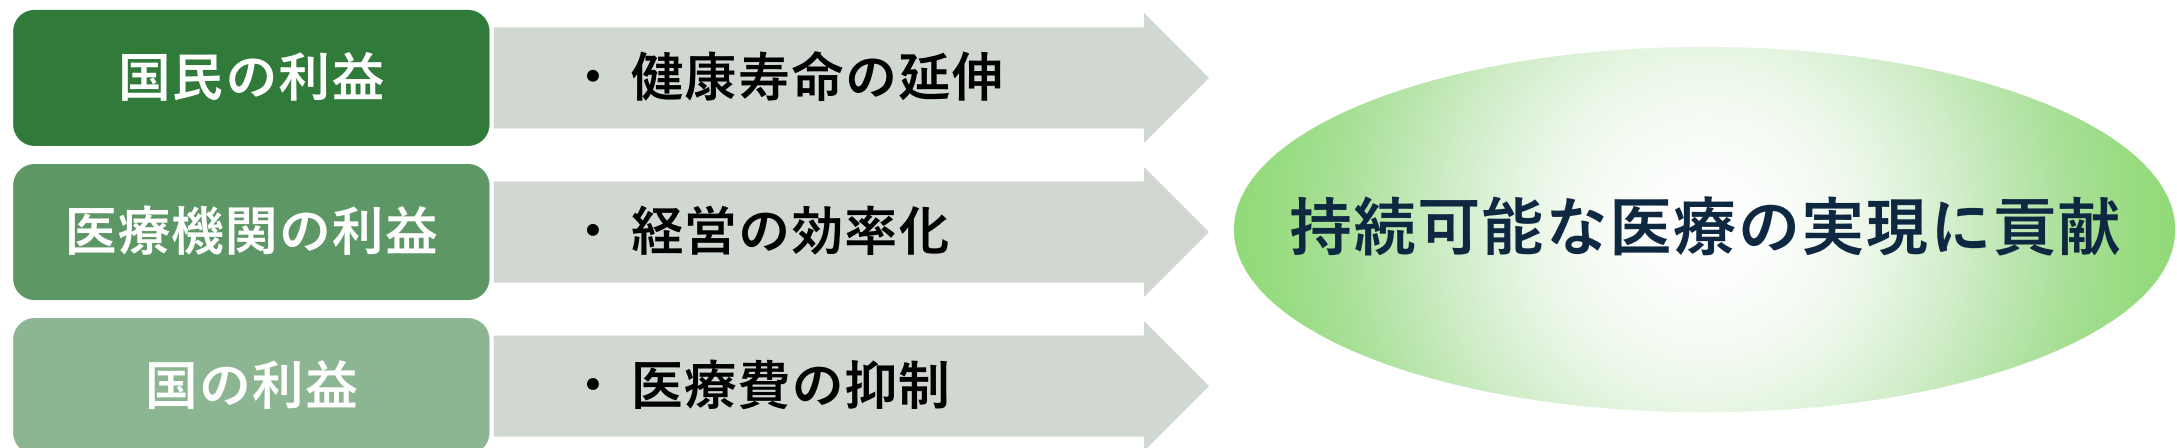 国民の利益
・健康寿命の延伸
医療機関の利益
・経営の効率化
国の利益
・医療費の抑制
持続可能な医療の実現に貢献